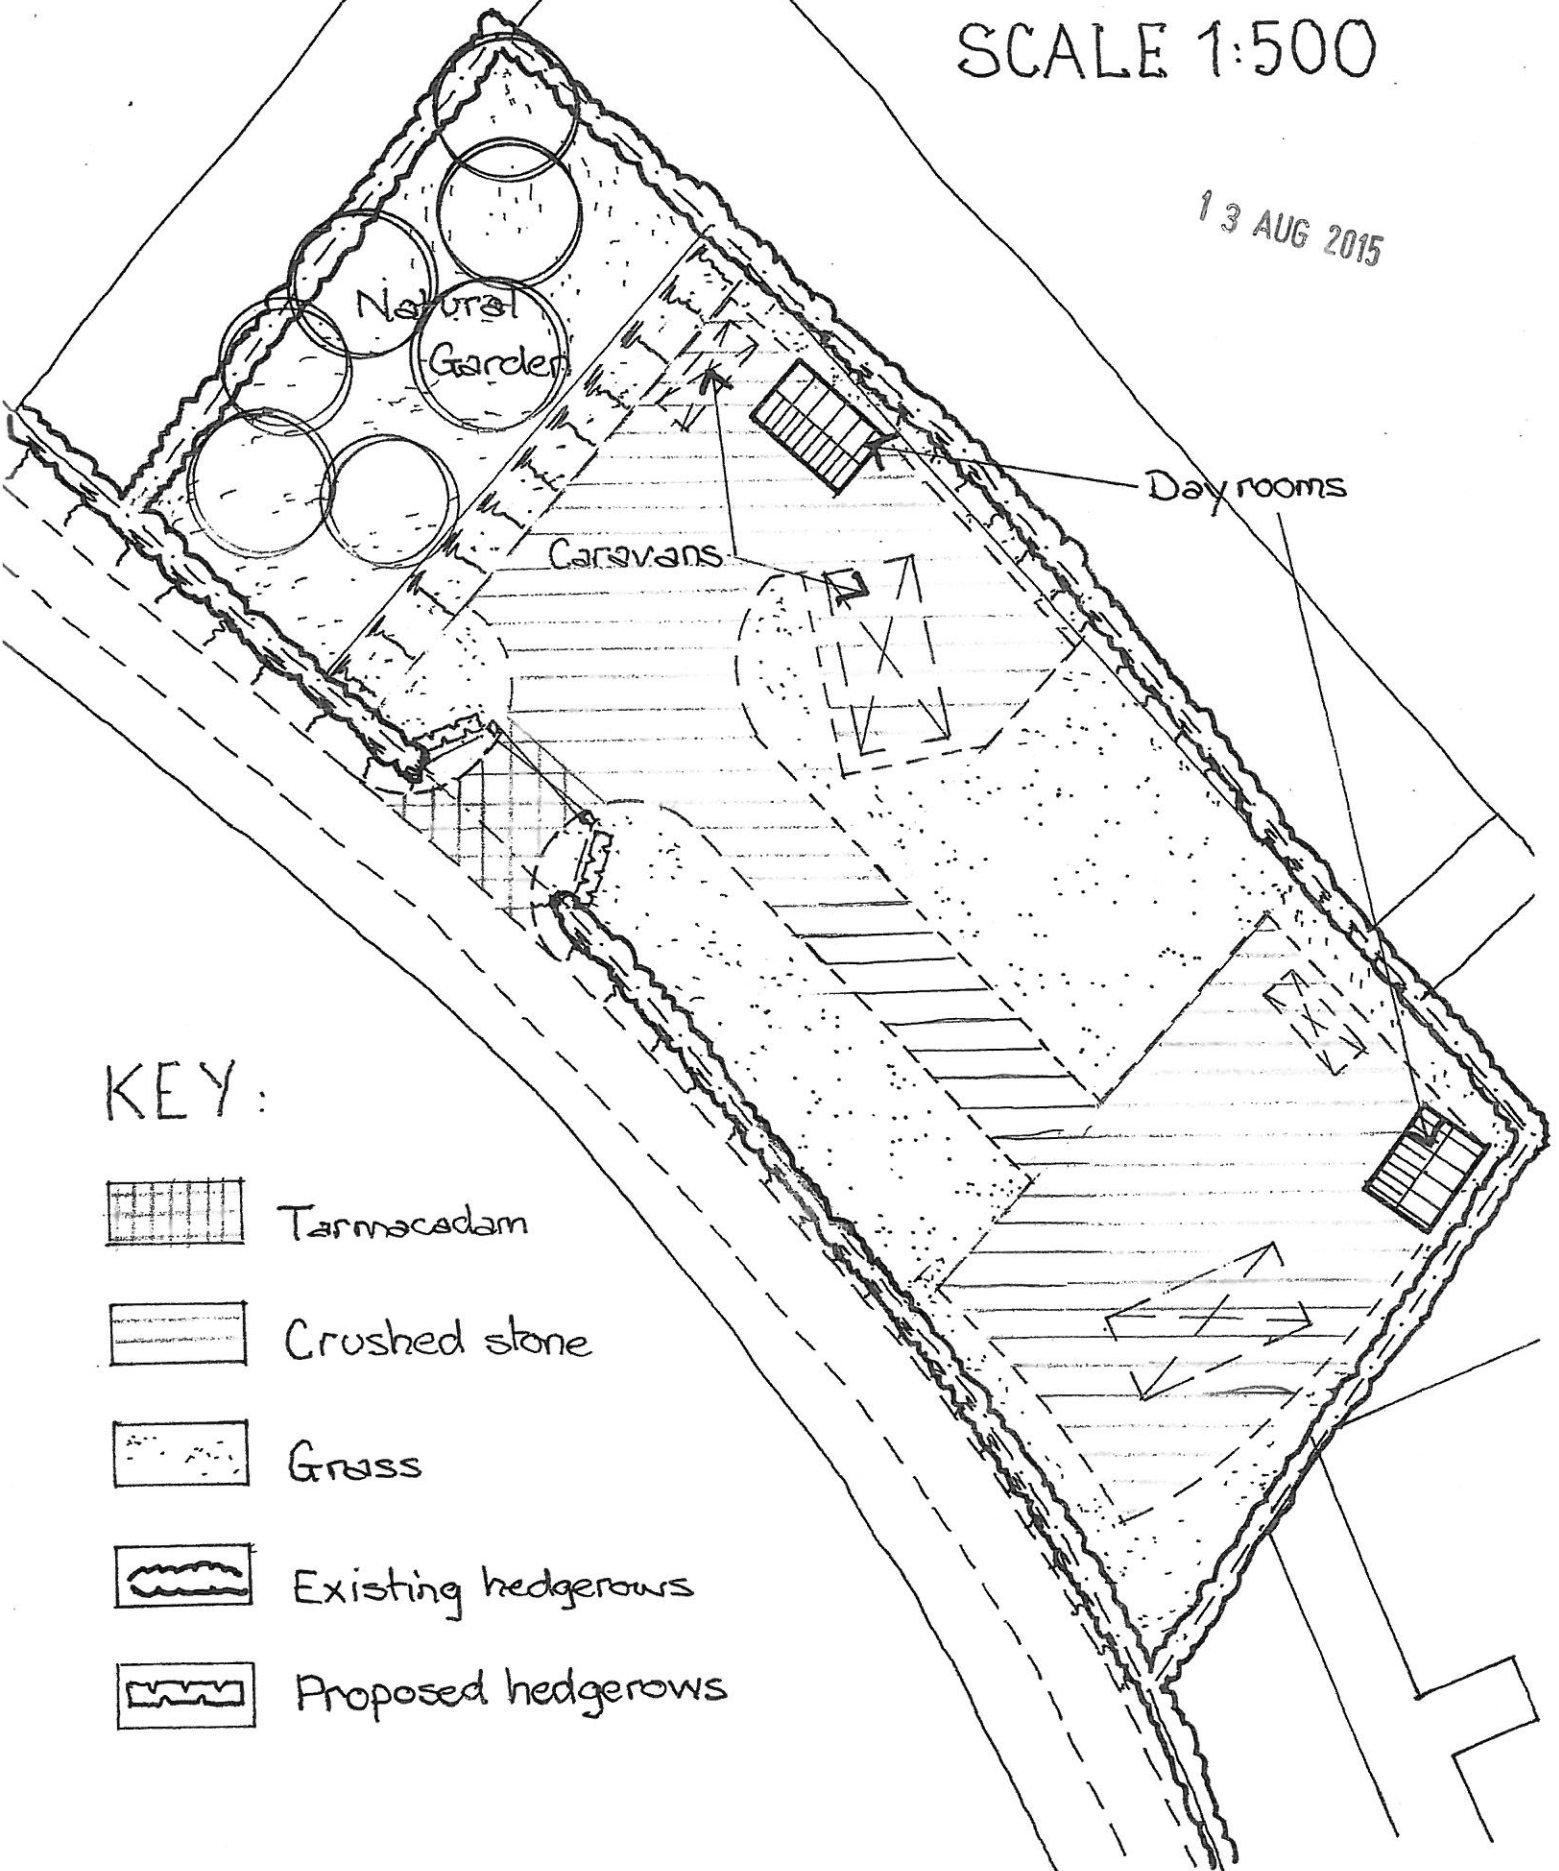 SCALE 1:500
13 AUG 2015
Natural
Garden
Dayrooms
Caravans
KEY:
Tarmacadam
Crushed stone
Grass
Existing hedgerows
Proposed hedgerows